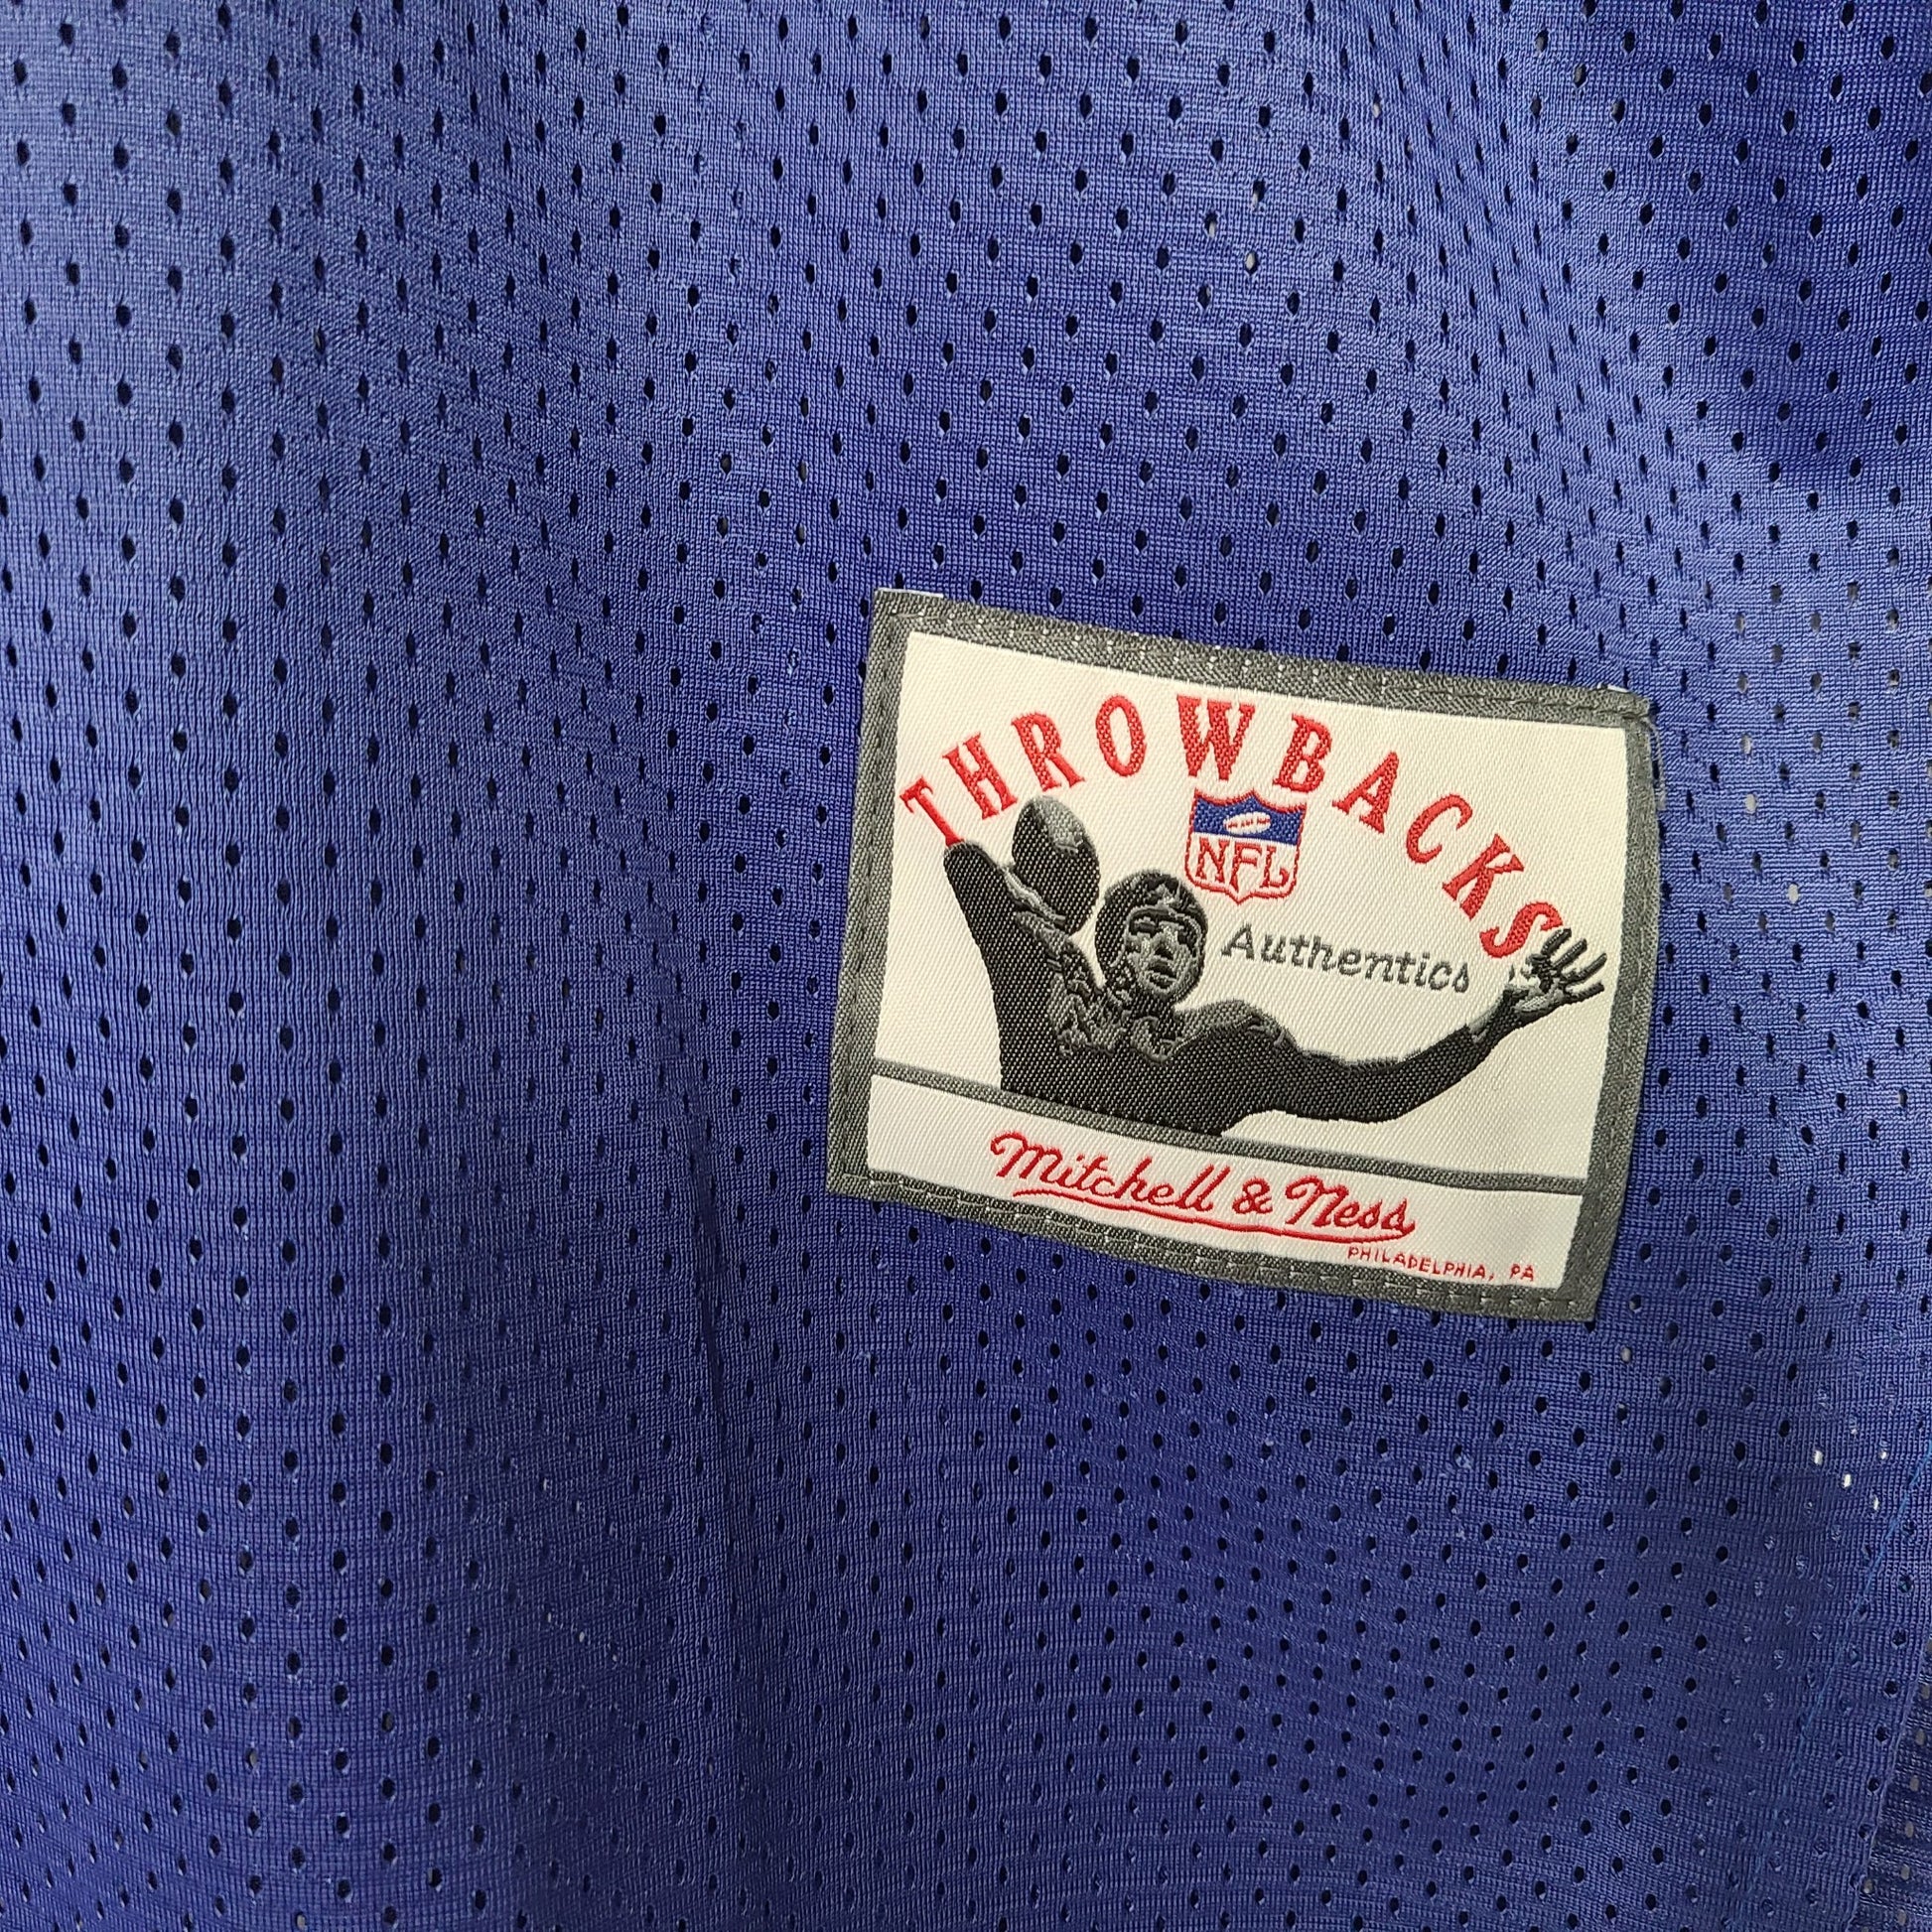 THROWBACKS
NFL
Authentics
Mitchell & Ness
PHILADELPHIA, PA